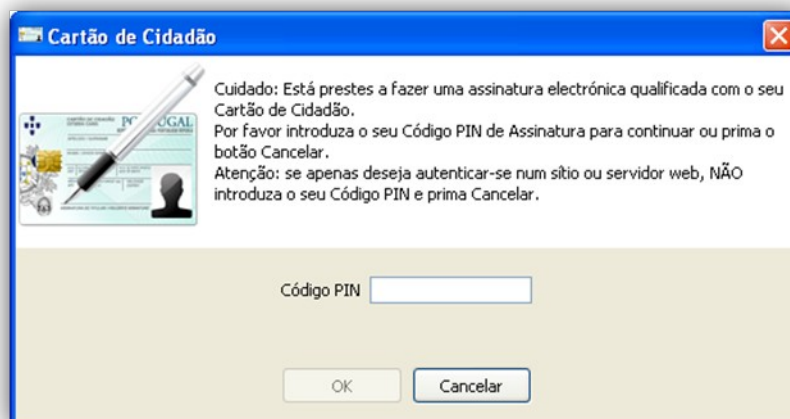 Cartão de Cidadão
Cuidado: Está prestes a fazer uma assinatura electrónica qualificada com o seu
Cartão de Cidadão.
Por favor introduza o seu Código PIN de Assinatura para continuar ou prima o
botão Cancelar.
Atenção: se apenas deseja autenticar-se num sítio ou servidor web, NÃO
introduza o seu Código PIN e prima Cancelar.
Código PIN
OK
Cancelar